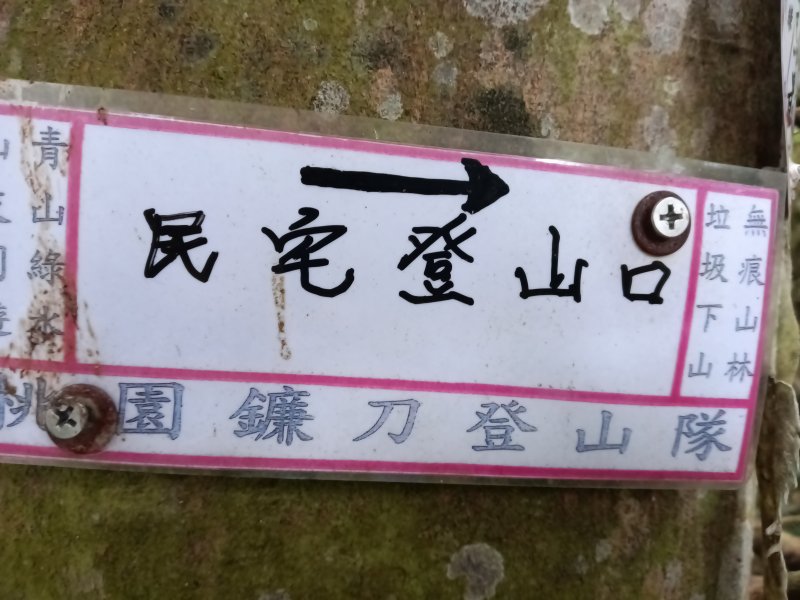 青山綠水
民宅登山口
無痕山林
垃圾下山
桃園鐮刀登山隊